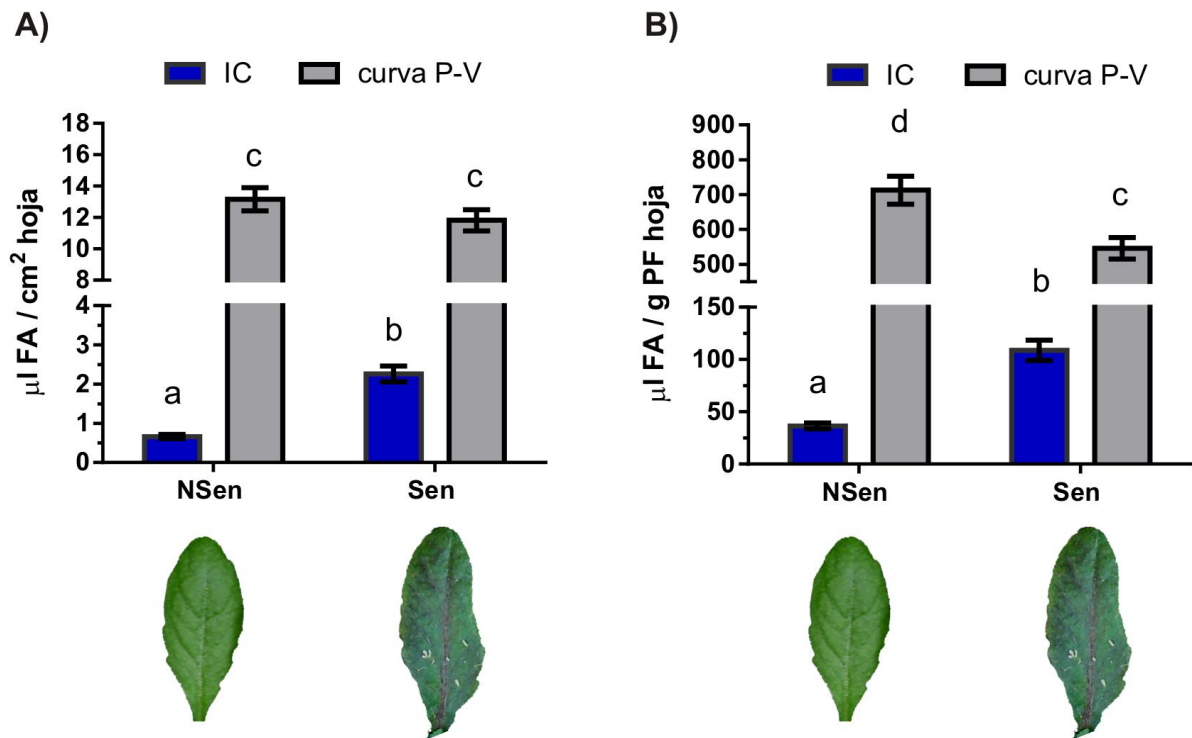 A)
IC curva P-V
18
16
14
12
10
8
4
3
2
1
0
µl FA / cm² hoja
a
c
b
c
NSen Sen
B)
IC curva P-V
900
800
700
600
500
150
100
50
0
µl FA / g PF hoja
a
d
b
c
NSen Sen